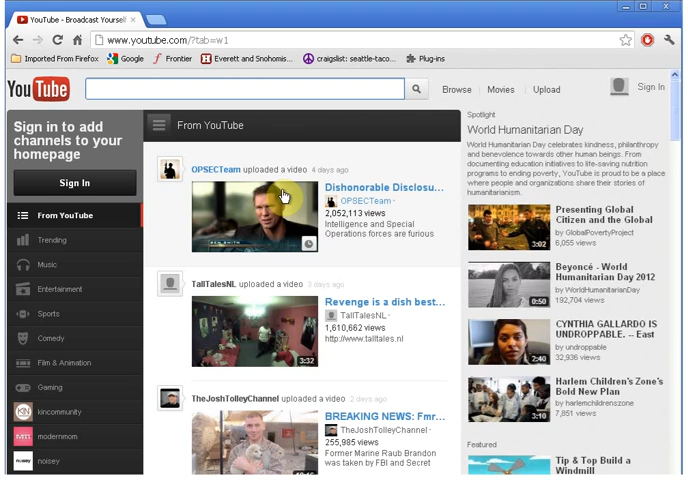 YouTube - Broadcast Yourself
www.youtube.com/?tab=w1
Imported From Firefox
Google
Frontier
Everett and Snohomis...
craigslist: seattle-taco...
Plug-ins
YouTube
Browse
Movies
Upload
Sign In
Sign in to add
channels to your
homepage
Sign In
From YouTube
Trending
Music
Entertainment
Sports
Comedy
Film & Animation
Gaming
kincommunity
modernmom
noisey
From YouTube
OPSECTeam uploaded a video 4 days ago
BEN SMITH
Dishonorable Disclosu...
OPSECTeam ·
2,052,113 views
Intelligence and Special
Operations forces are furious
TallTalesNL uploaded a video 3 days ago
3:32
Revenge is a dish best...
TallTalesNL ·
1,610,662 views
http://www.talltales.nl
TheJoshTolleyChannel uploaded a video 2 days ago
BREAKING NEWS: Fmr...
TheJoshTolleyChannel ·
255,985 views
Former Marine Raub Brandon
was taken by FBI and Secret
Spotlight
World Humanitarian Day
World Humanitarian Day celebrates kindness, philanthropy
and benevolence towards other human beings. From
documenting education initiatives to life-saving nutrition
programs to ending poverty, YouTube is proud to be a place
where people and organizations share their stories of
humanitarianism.
3:02
Presenting Global
Citizen and the Global
by GlobalPovertyProject
6,055 views
0:50
Beyoncé - World
Humanitarian Day 2012
by WorldHumanitarianDay
192,704 views
2:40
CYNTHIA GALLARDO IS
UNDROPPABLE. -- East
by undroppable
32,936 views
3:10
Harlem Children's Zone's
Bold New Plan
by harlemchildrenszone
7,851 views
Featured
Tip & Top Build a
Windmill